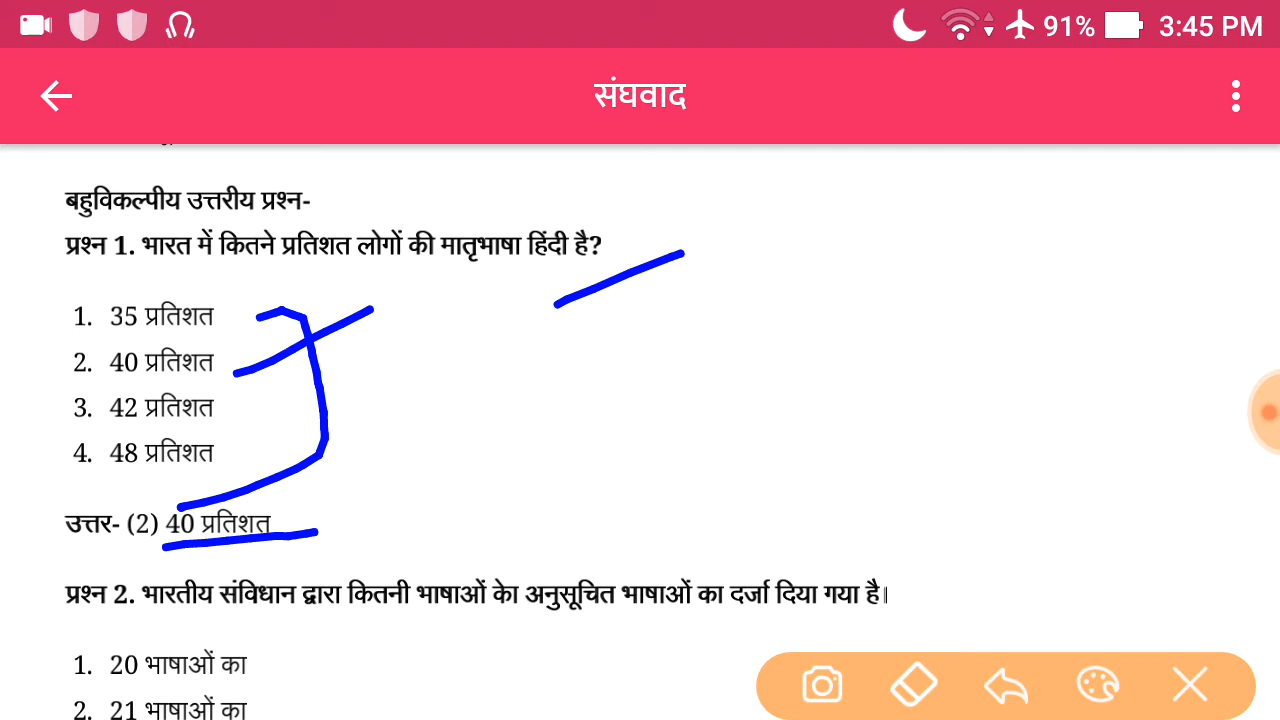 91% 3:45 PM
संघवाद
बहुविकल्पीय उत्तरीय प्रश्न-
प्रश्न 1. भारत में कितने प्रतिशत लोगों की मातृभाषा हिंदी है?
1. 35 प्रतिशत
2. 40 प्रतिशत
3. 42 प्रतिशत
4. 48 प्रतिशत
उत्तर- (2) 40 प्रतिशत
प्रश्न 2. भारतीय संविधान द्वारा कितनी भाषाओं केा अनुसूचित भाषाओं का दर्जा दिया गया है।
1. 20 भाषाओं का
2. 21 भाषाओं का